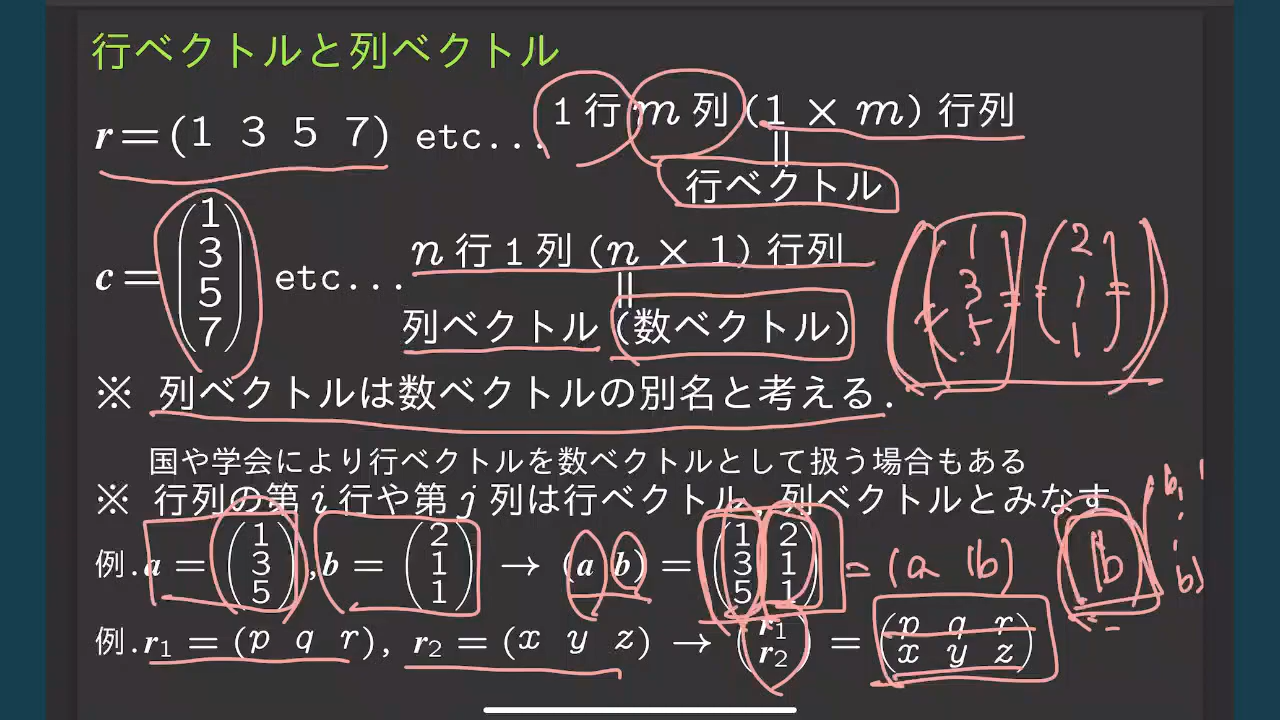 行ベクトルと列ベクトル
r = (1 3 5 7) etc... 1 行 m 列 (1 × m) 行列
||
行ベクトル
c = (1 3 5 7) etc... n 行 1 列 (n × 1) 行列
||
列ベクトル (数ベクトル)
(( 1 3 5 ) ( 2 1 1 ))
※ 列ベクトルは数ベクトルの別名と考える.
国や学会により行ベクトルを数ベクトルとして扱う場合もある
※ 行列の第 i 行や第 j 列は行ベクトル, 列ベクトルとみなす
例. a = (1 3 5), b = (2 1 1) → (a b) = (1 2 3 1 5 1) = (a b) b
例. r₁ = (p q r), r₂ = (x y z) → (r₁ r₂) = (p q r x y z)